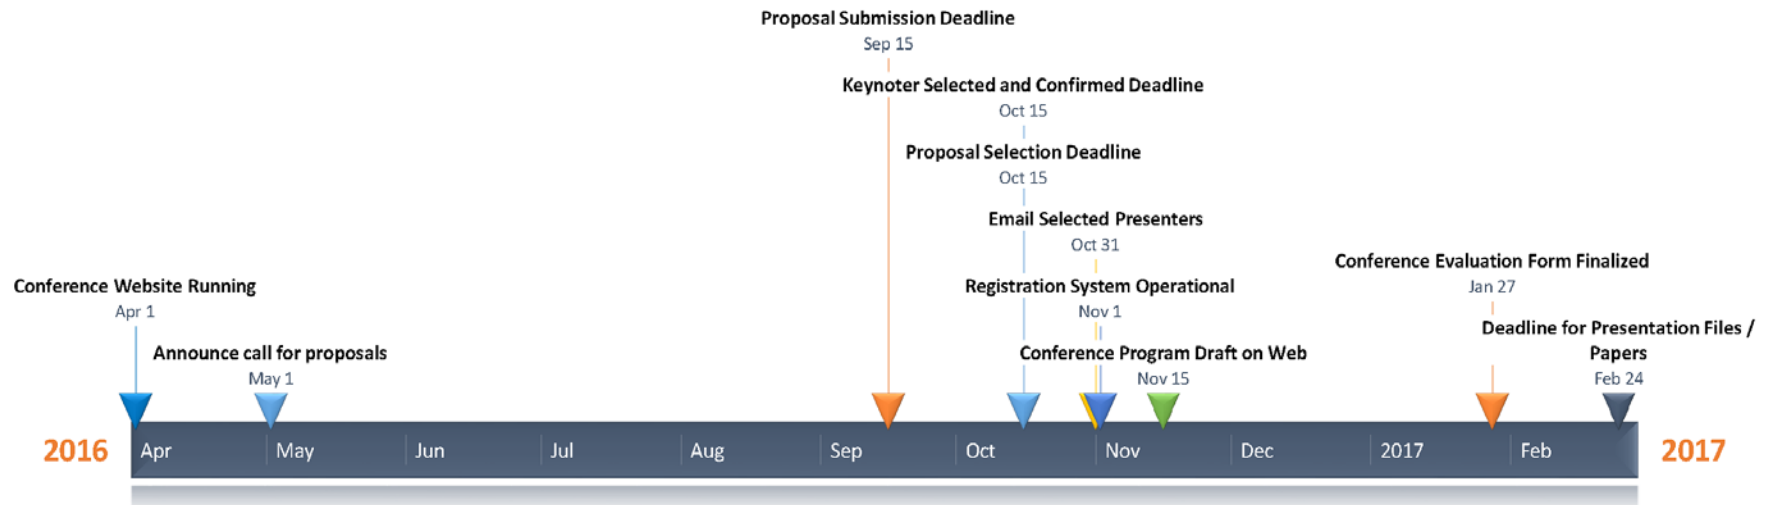 Proposal Submission Deadline
Sep 15
Keynoter Selected and Confirmed Deadline
Oct 15
Proposal Selection Deadline
Oct 15
Email Selected Presenters
Oct 31
Conference Evaluation Form Finalized
Jan 27
Conference Website Running
Apr 1
Registration System Operational
Nov 1
Deadline for Presentation Files /
Papers
Feb 24
Announce call for proposals
May 1
Conference Program Draft on Web
Nov 15
2016 Apr May Jun Jul Aug Sep Oct Nov Dec 2017 Feb 2017